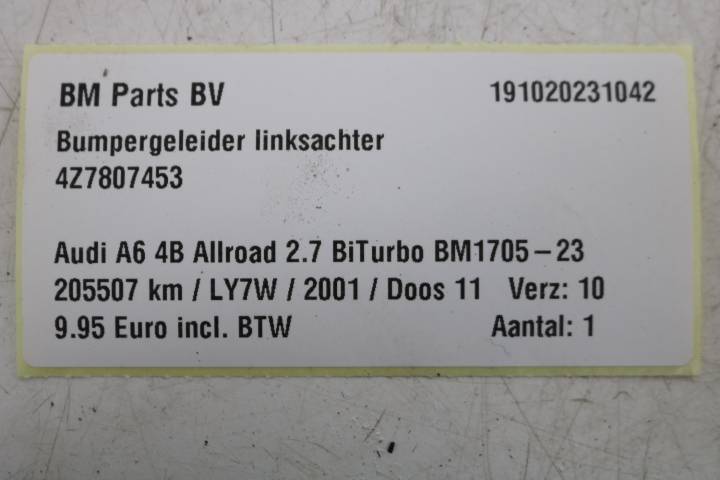 BM Parts BV 191020231042
Bumpergeleider linksachter
4Z7807453
Audi A6 4B Allroad 2.7 BiTurbo BM1705-23
205507 km / LY7W / 2001 / Doos 11 Verz: 10
9.95 Euro incl. BTW Aantal: 1